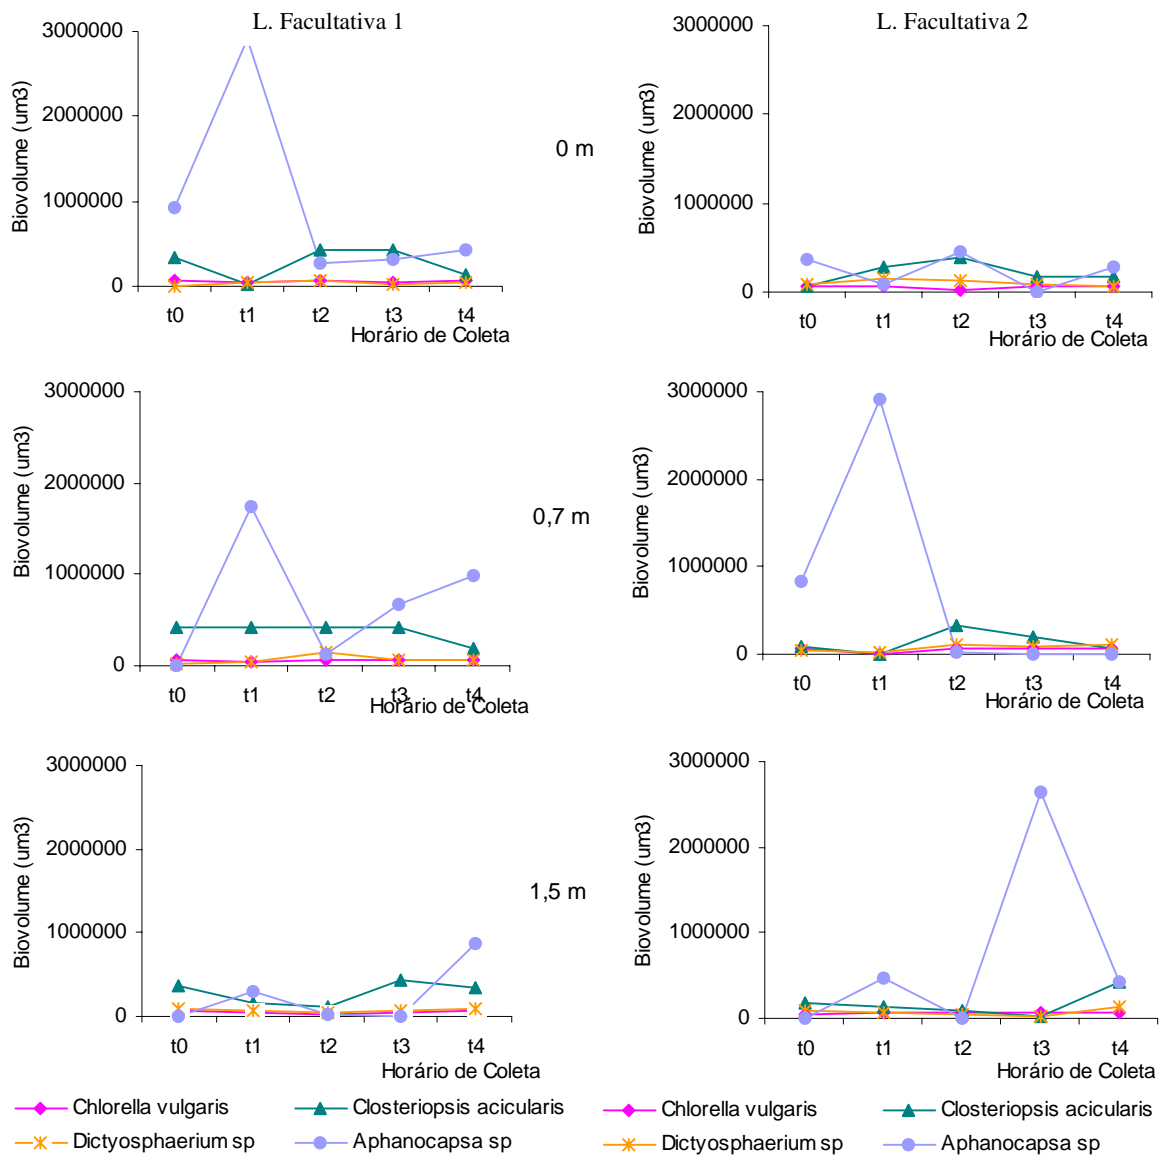 L. Facultativa 1
3000000
2000000
1000000
0
Biovolume (um3)
t0 t1 t2 t3 t4
Horário de Coleta
0 m
L. Facultativa 2
3000000
2000000
1000000
0
Biovolume (um3)
t0 t1 t2 t3 t4
Horário de Coleta
3000000
2000000
1000000
0
Biovolume (um3)
t0 t1 t2 t3 t4
Horário de Coleta
0,7 m
3000000
2000000
1000000
0
Biovolume (um3)
t0 t1 t2 t3 t4
Horário de Coleta
3000000
2000000
1000000
0
Biovolume (um3)
t0 t1 t2 t3 t4
Horário de Coleta
1,5 m
3000000
2000000
1000000
0
Biovolume (um3)
t0 t1 t2 t3 t4
Horário de Coleta
Chlorella vulgaris
Closteriopsis acicularis
Dictyosphaerium sp
Aphanocapsa sp
Chlorella vulgaris
Closteriopsis acicularis
Dictyosphaerium sp
Aphanocapsa sp